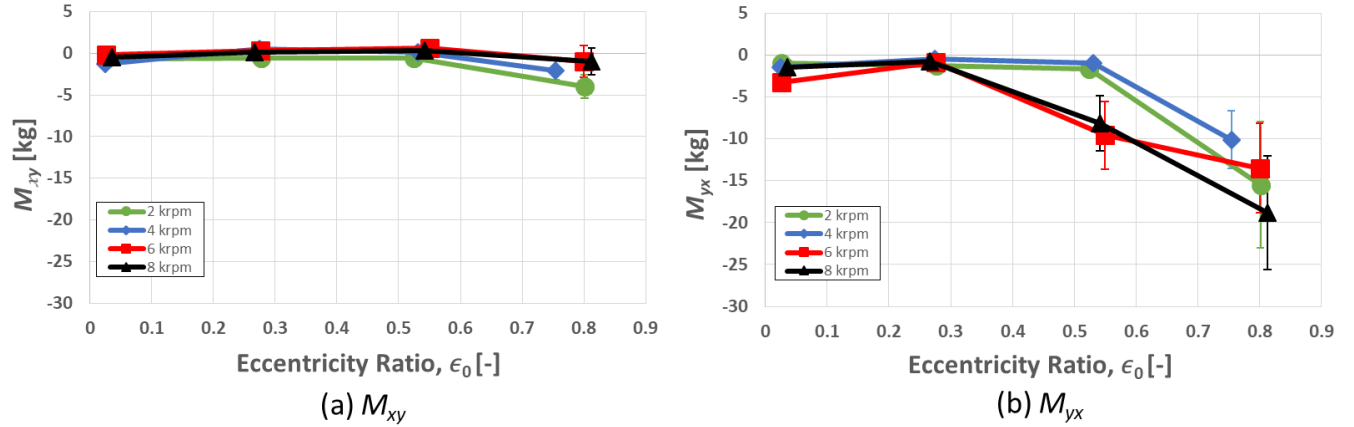 5
0
-5
-10
-15
-20
-25
-30
M_xy [kg]
2 krpm
4 krpm
6 krpm
8 krpm
0 0.1 0.2 0.3 0.4 0.5 0.6 0.7 0.8 0.9
Eccentricity Ratio, ϵ₀ [-]
(a) M_xy
5
0
-5
-10
-15
-20
-25
-30
M_yx [kg]
2 krpm
4 krpm
6 krpm
8 krpm
0 0.1 0.2 0.3 0.4 0.5 0.6 0.7 0.8 0.9
Eccentricity Ratio, ϵ₀ [-]
(b) M_yx